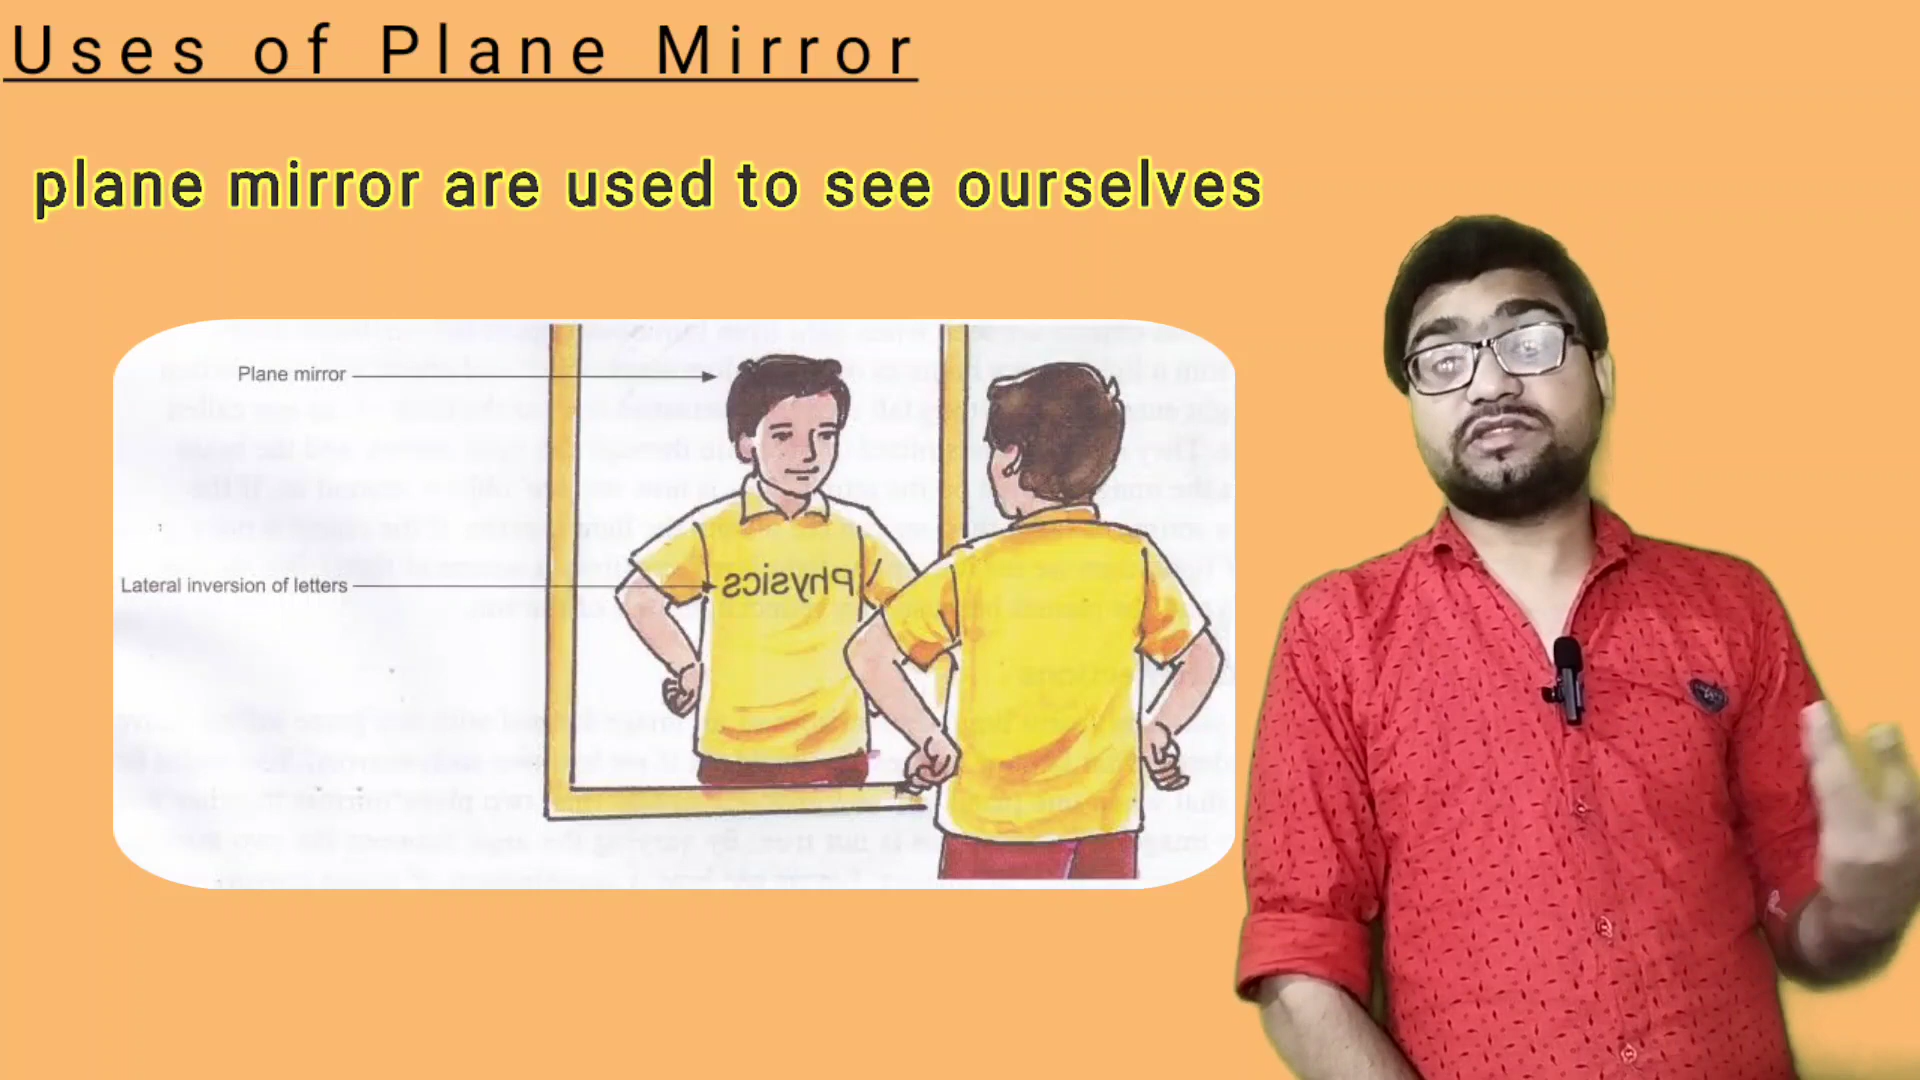 Uses of Plane Mirror
plane mirror are used to see ourselves
Plane mirror
Lateral inversion of letters
Physics